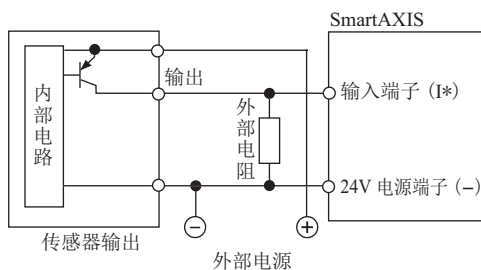 SmartAXIS
输出
输入端子 (I*)
内部电路
外部电阻
24V 电源端子 (−)
−
+
传感器输出
外部电源